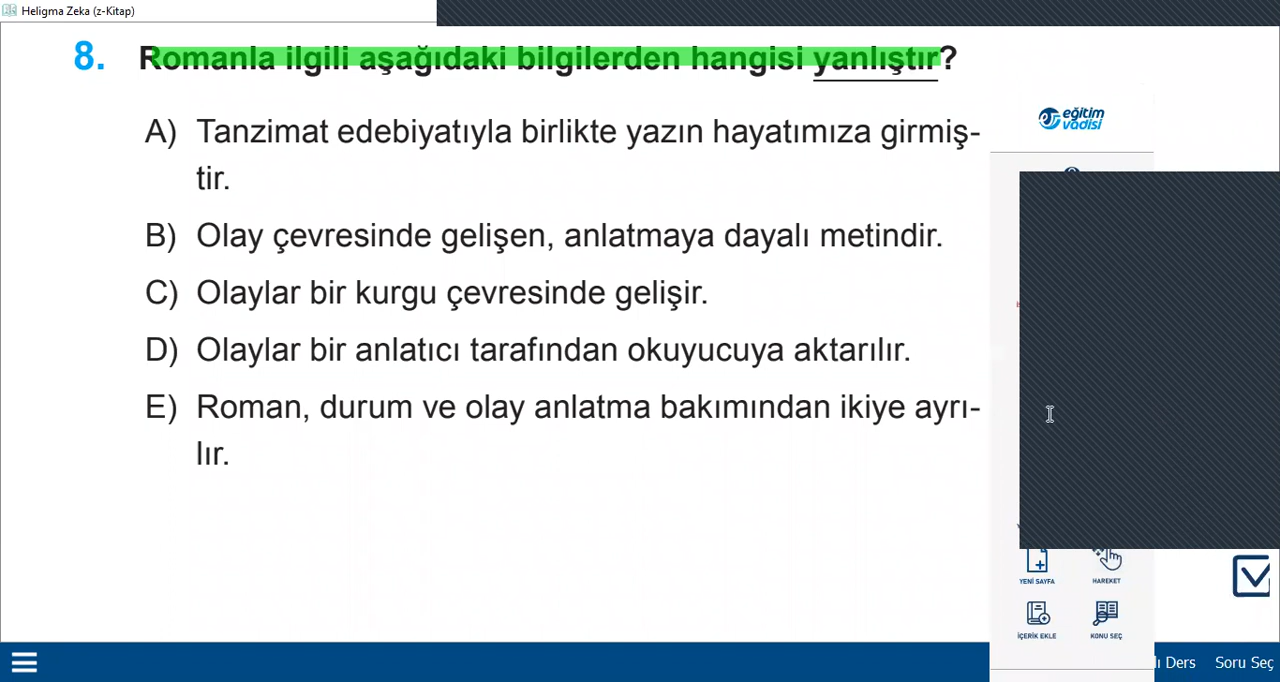 Heligma Zeka (z-Kitap)
8. Romanla ilgili aşağıdaki bilgilerden hangisi yanlıştır?
eğitim
vadisi
A) Tanzimat edebiyatıyla birlikte yazın hayatımıza girmiş-
tir.
B) Olay çevresinde gelişen, anlatmaya dayalı metindir.
C) Olaylar bir kurgu çevresinde gelişir.
D) Olaylar bir anlatıcı tarafından okuyucuya aktarılır.
E) Roman, durum ve olay anlatma bakımından ikiye ayrı-
lır.
YENİ SAYFA HAREKET
İÇERİK EKLE KONU SEÇ
Ders Soru Seç